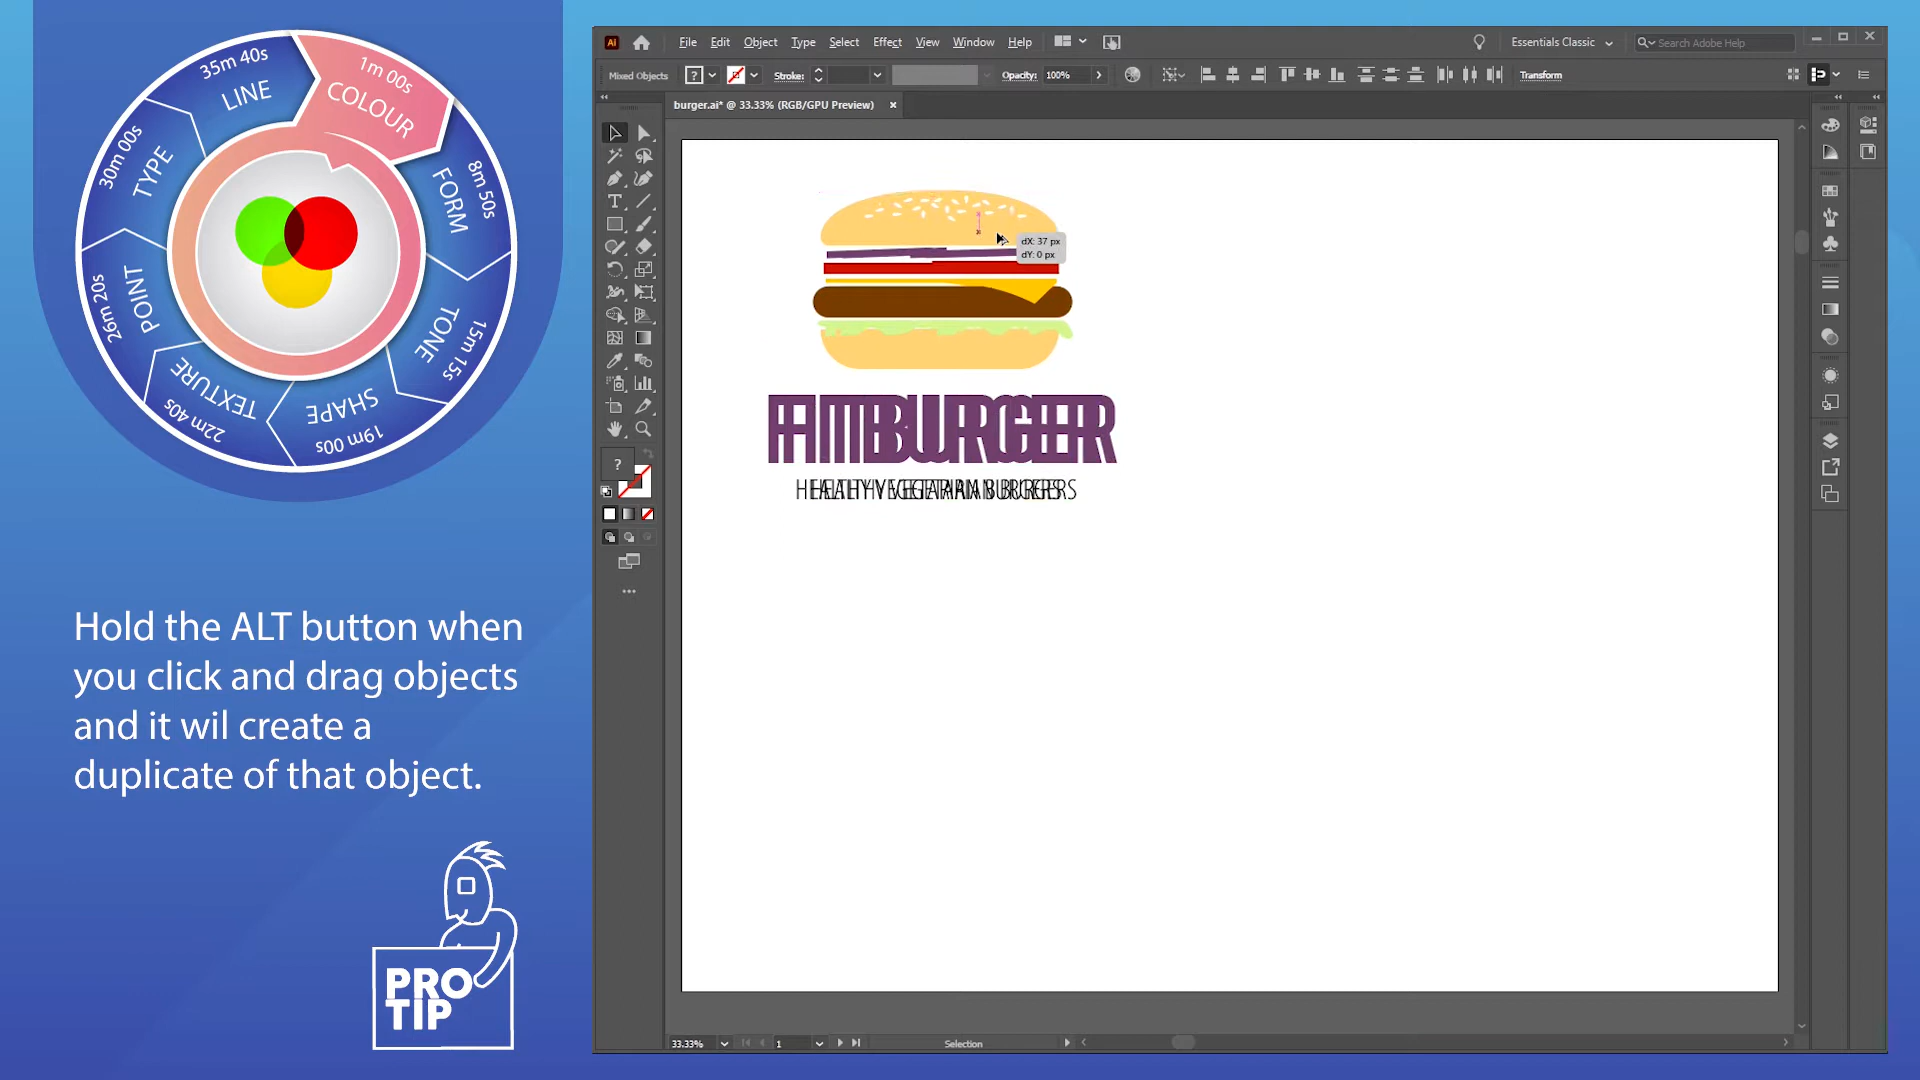 35m 40s
LINE
1m 00s
COLOUR
8m 50s
FORM
15m 15s
TONE
19m 00s
SHAPE
22m 40s
TEXTURE
26m 20s
POINT
30m 00s
TYPE
Hold the ALT button when
you click and drag objects
and it wil create a
duplicate of that object.
PRO
TIP
Ai File Edit Object Type Select Effect View Window Help Essentials Classic Search Adobe Help
Mixed Objects ? Stroke: Opacity: 100% Transform
burger.ai* @ 33.33% (RGB/GPU Preview)
dX: 37 px
dY: 0 px
?
33.33% 1 Selection